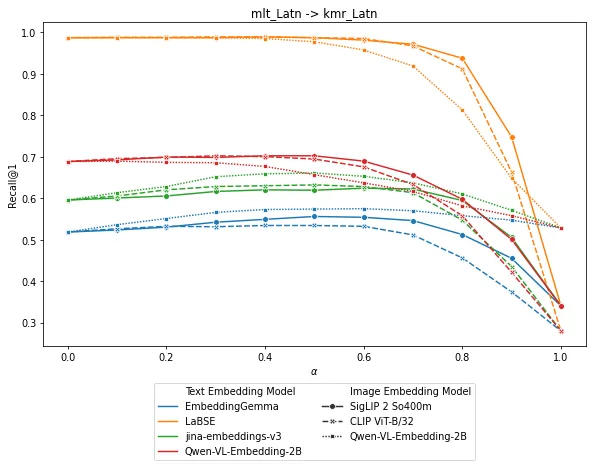 mlt_Latn -> kmr_Latn
Recall@1
1.0
0.9
0.8
0.7
0.6
0.5
0.4
0.3
0.0 0.2 0.4 0.6 0.8 1.0
α
Text Embedding Model
EmbeddingGemma
LaBSE
jina-embeddings-v3
Qwen-VL-Embedding-2B
Image Embedding Model
SigLIP 2 So400m
CLIP ViT-B/32
Qwen-VL-Embedding-2B